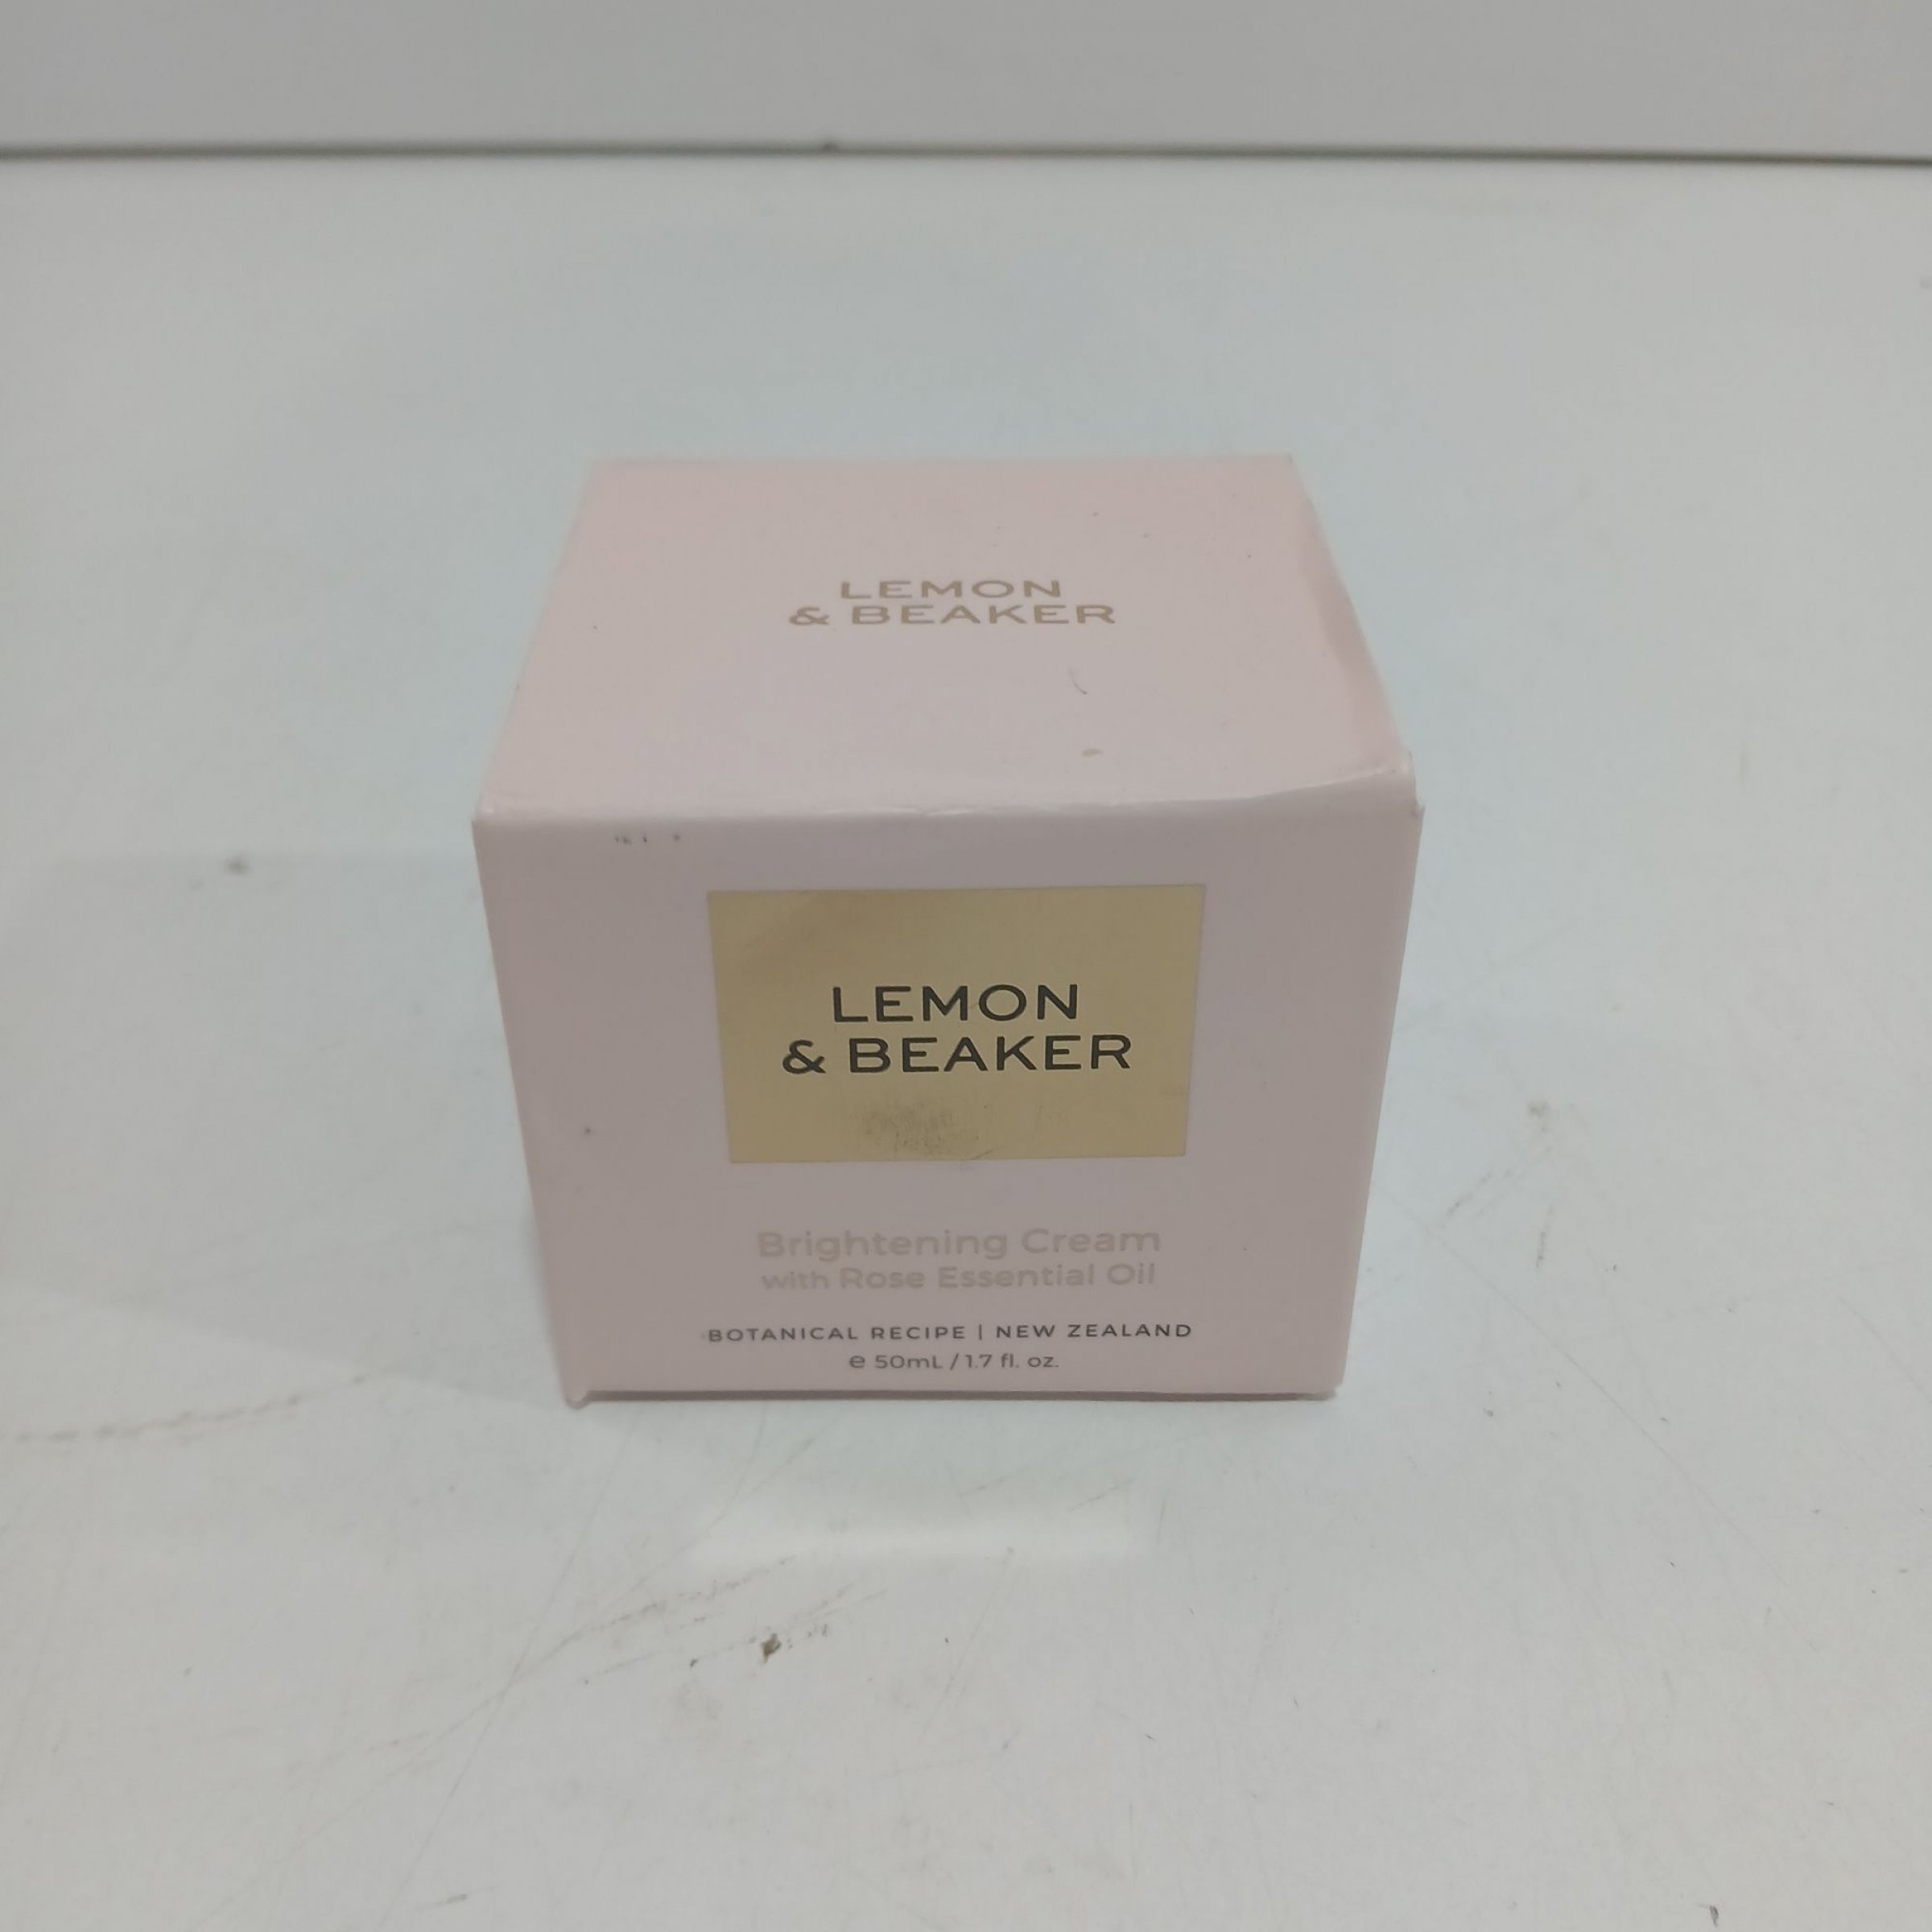 LEMON
& BEAKER
LEMON
& BEAKER
Brightening Cream
with Rose Essential Oil
BOTANICAL RECIPE | NEW ZEALAND
℮ 50mL / 1.7 fl. oz.